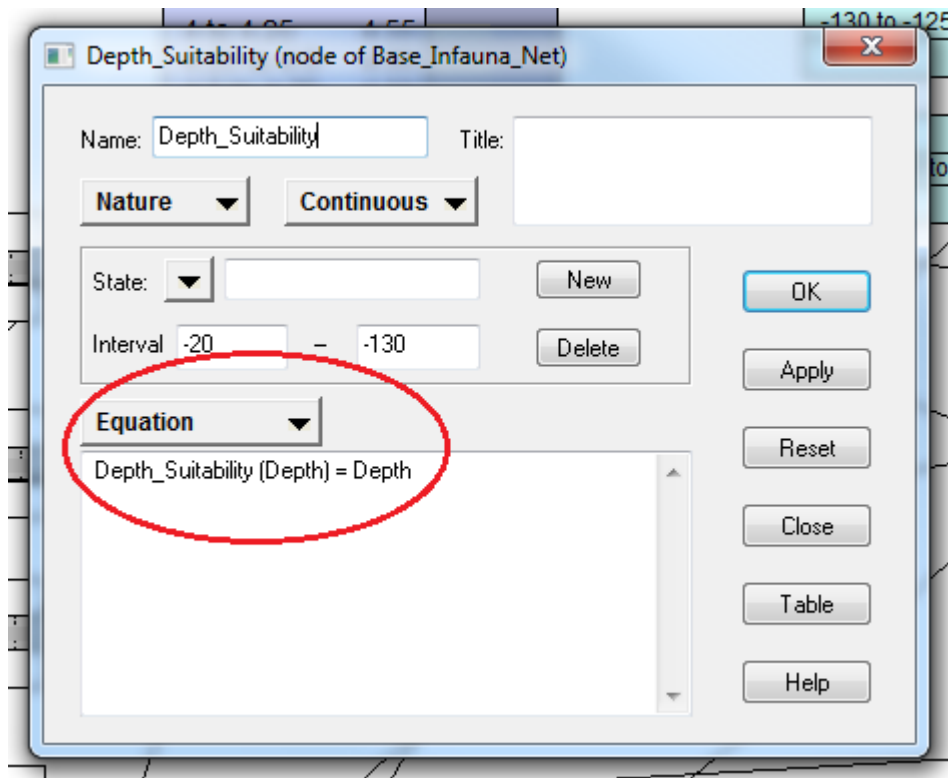 -130 to -125
Depth_Suitability (node of Base_Infauna_Net)
Name: Depth_Suitability Title:
Nature Continuous
State: New
OK
Interval -20 – -130 Delete
Apply
Equation
Reset
Depth_Suitability (Depth) = Depth
Close
Table
Help